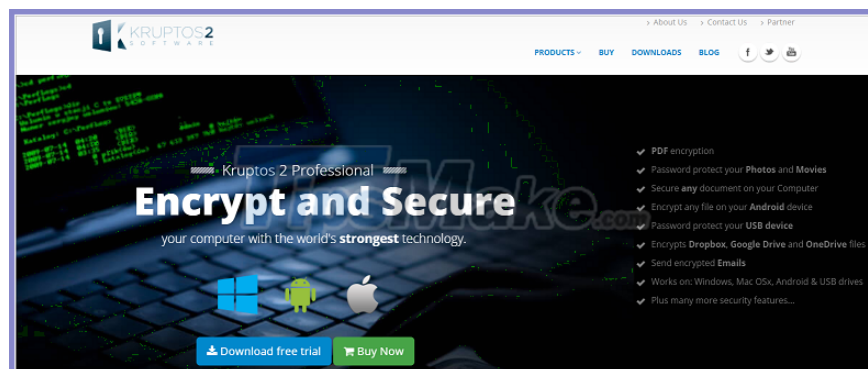 KRUPTOS2
SOFTWARE
About Us
Contact Us
Partner
PRODUCTS
BUY
DOWNLOADS
BLOG
Kruptos 2 Professional
Encrypt and Secure
your computer with the world's strongest technology.
Download free trial
Buy Now
PDF encryption
Password protect your Photos and Movies
Secure any document on your Computer
Encrypt any file on your Android device
Password protect your USB device
Encrypts Dropbox, Google Drive and OneDrive files
Send encrypted Emails
Works on: Windows, Mac OSx, Android & USB drives
Plus many more security features...
TipsMake.com